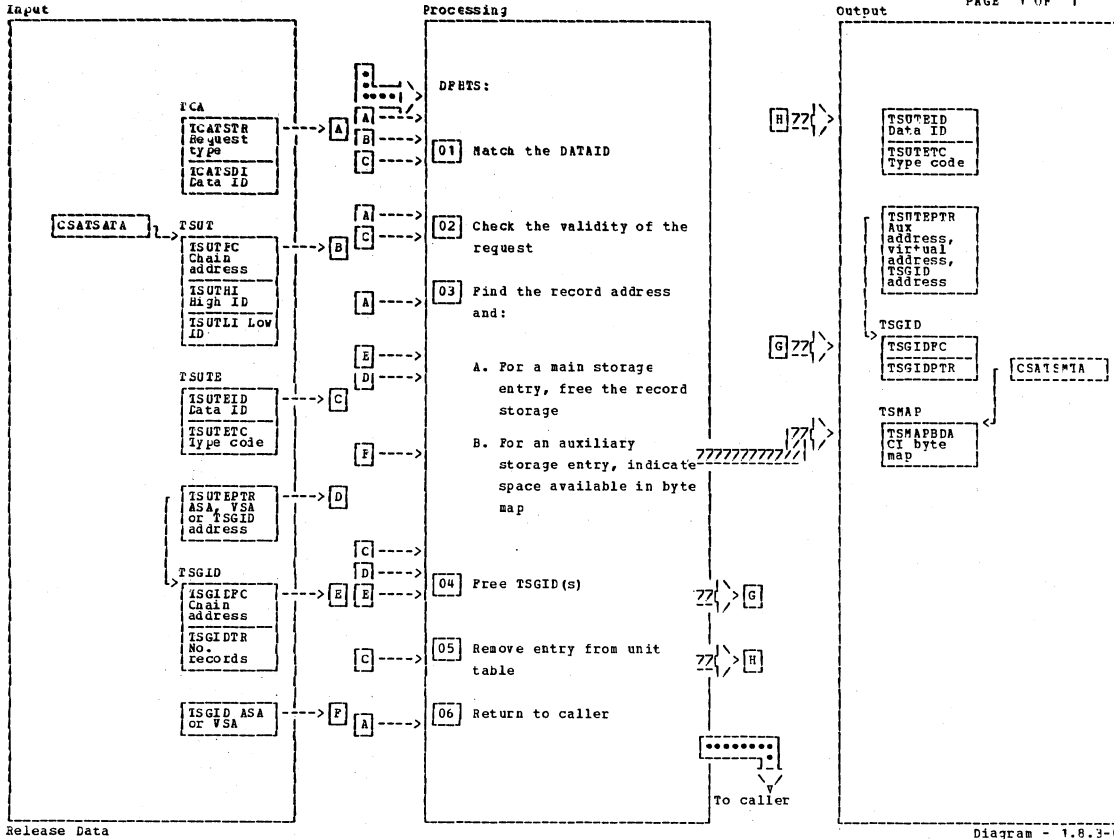 PAGE 1 OF 1
Input
Processing
Output
TCA
TCATSTR
Request
type
TCATSDI
Data ID
A
CSATSATA
TSUT
TSUTFC
Chain
address
TSUTHI
High ID
TSUTLI Low
ID
B
TSUTE
TSUTEID
Data ID
TSUTETC
Type code
C
TSUTEPTR
ASA, VSA
or TSGID
address
D
TSGID
TSGIDFC
Chain
address
TSGIDTR
No.
records
E
TSGID ASA
or VSA
F
DFHTS:
A
B
C
01 Match the DATAID
A
C
02 Check the validity of the
request
A
03 Find the record address
and:
E
D
A. For a main storage
entry, free the record
storage
F
B. For an auxiliary
storage entry, indicate
space available in byte
map
C
D
E
04 Free TSGID(s)
G
C
05 Remove entry from unit
table
H
A
06 Return to caller
To caller
H
TSUTEID
Data ID
TSUTETC
Type code
TSUTEPTR
Aux
address,
virtual
address,
TSGID
address
G
TSGID
TSGIDFC
TSGIDPTR
CSATSMTA
TSMAP
TSMAPBDA
CI byte
map
Release Data
Diagram - 1.8.3-